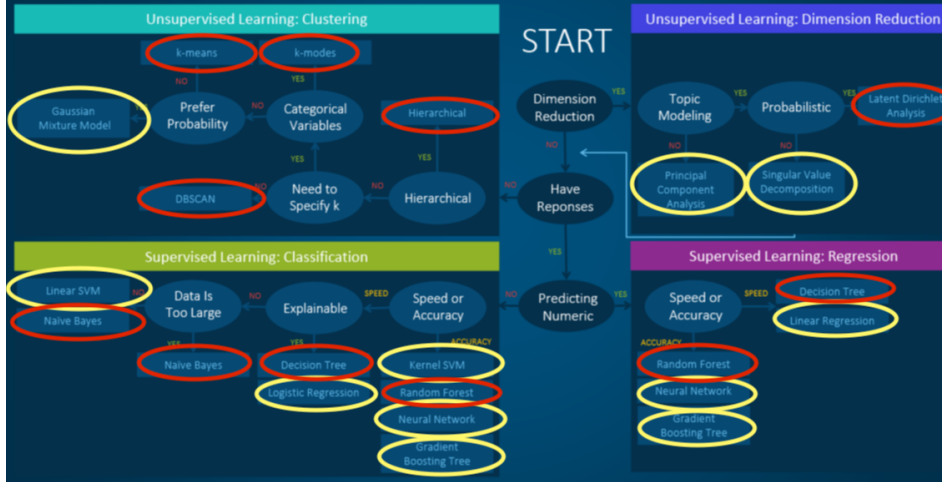 Unsupervised Learning: Clustering
k-means
k-modes
NO
YES
Gaussian
Mixture Model
Prefer
Probability
NO
Categorical
Variables
Hierarchical
YES
YES
DBSCAN
NO
Need to
Specify k
NO
Hierarchical
START
Dimension
Reduction
YES
NO
Have
Reponses
NO
YES
Predicting
Numeric
NO
YES
Unsupervised Learning: Dimension Reduction
Topic
Modeling
YES
Probabilistic
YES
Latent Dirichlet
Analysis
NO
NO
Principal
Component
Analysis
Singular Value
Decomposition
Supervised Learning: Classification
Linear SVM
Naïve Bayes
NO
Data Is
Too Large
NO
Explainable
SPEED
Speed or
Accuracy
YES
YES
ACCURACY
Naïve Bayes
Decision Tree
Logistic Regression
Kernel SVM
Random Forest
Neural Network
Gradient
Boosting Tree
Supervised Learning: Regression
Speed or
Accuracy
SPEED
Decision Tree
Linear Regression
ACCURACY
Random Forest
Neural Network
Gradient
Boosting Tree